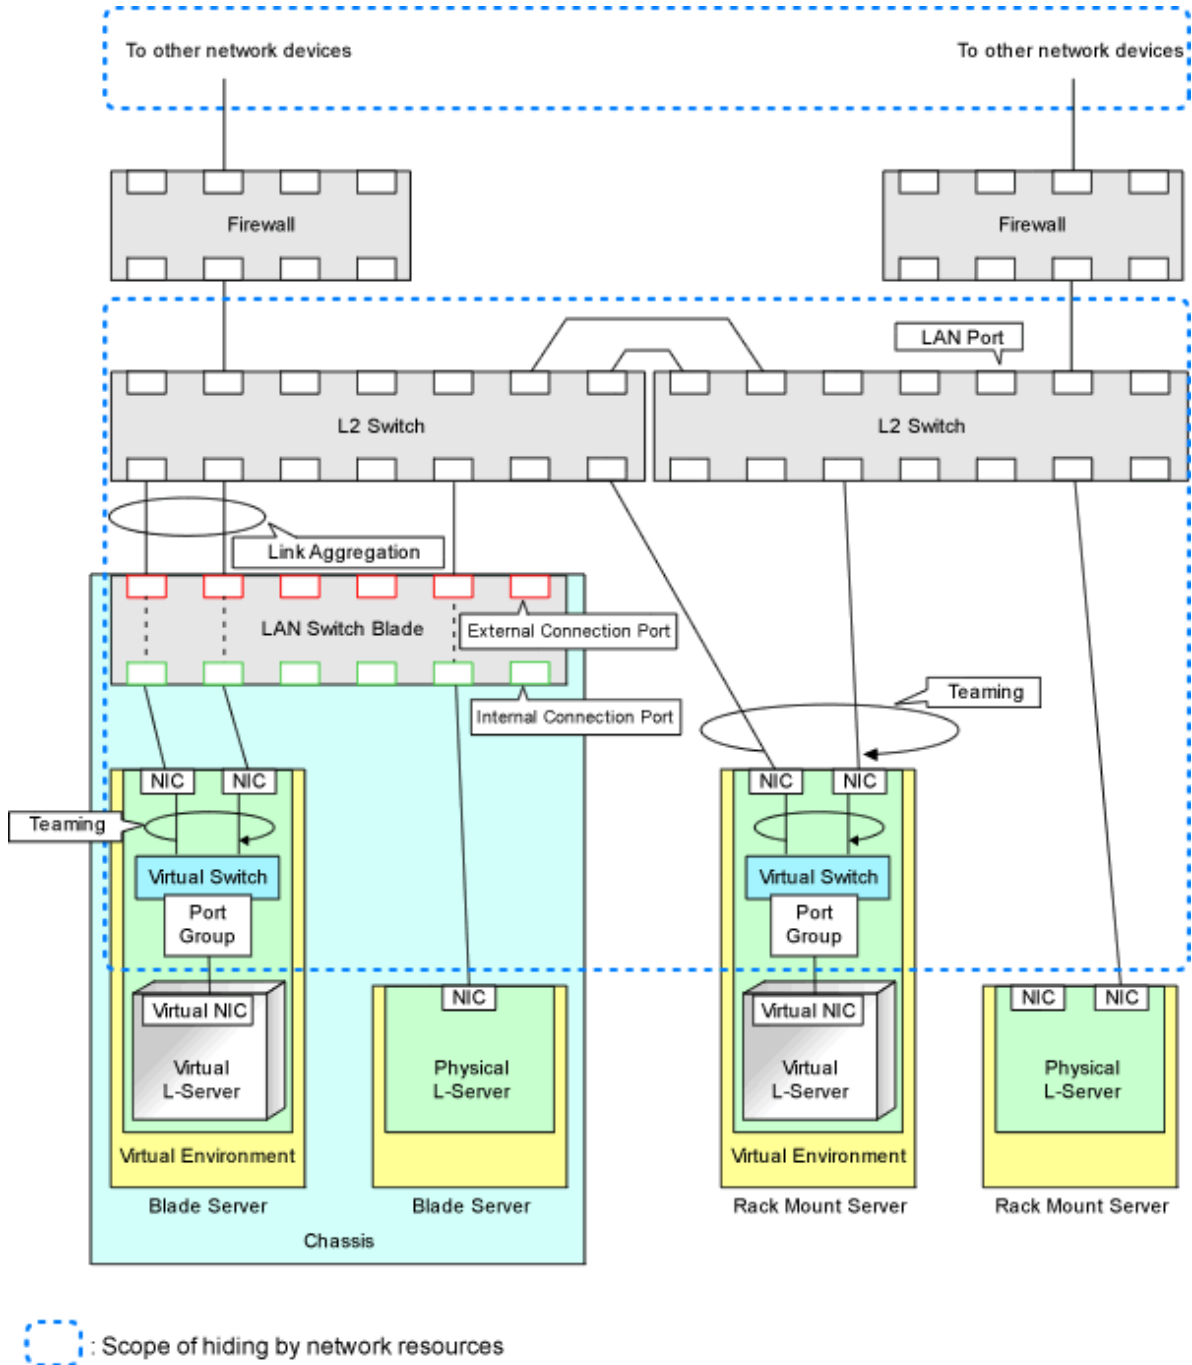 To other network devices
To other network devices
Firewall
Firewall
LAN Port
L2 Switch
L2 Switch
Link Aggregation
LAN Switch Blade
External Connection Port
Internal Connection Port
Teaming
NIC
NIC
NIC
NIC
Teaming
Virtual Switch
Virtual Switch
Port
Group
Port
Group
NIC
NIC
NIC
Virtual NIC
Virtual NIC
Virtual
L-Server
Physical
L-Server
Virtual
L-Server
Physical
L-Server
Virtual Environment
Virtual Environment
Blade Server
Blade Server
Rack Mount Server
Rack Mount Server
Chassis
: Scope of hiding by network resources